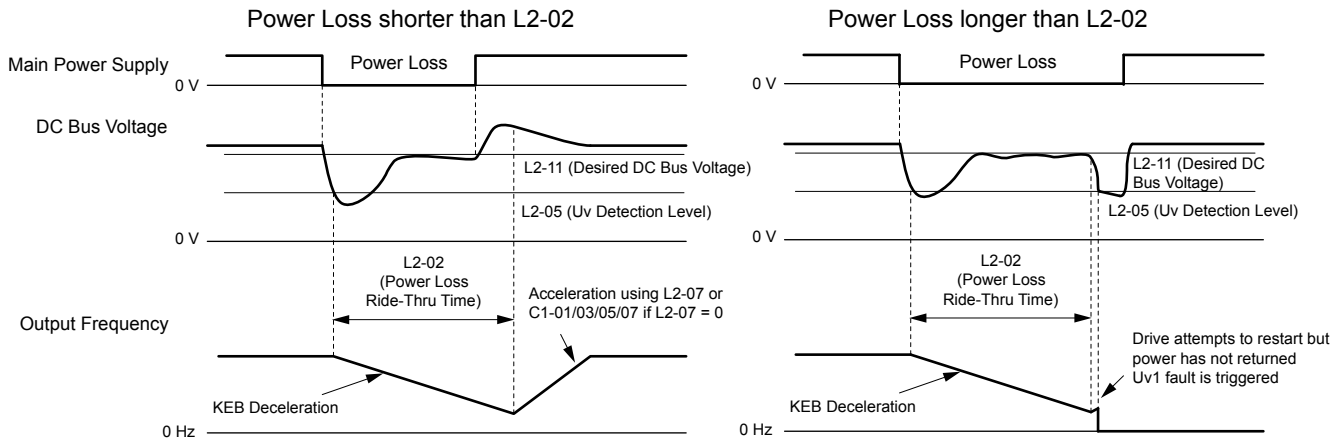 Power Loss shorter than L2-02
Main Power Supply
Power Loss
0 V
DC Bus Voltage
L2-11 (Desired DC Bus Voltage)
L2-05 (Uv Detection Level)
0 V
L2-02
(Power Loss
Ride-Thru Time)
Acceleration using L2-07 or
C1-01/03/05/07 if L2-07 = 0
Output Frequency
KEB Deceleration
0 Hz
Power Loss longer than L2-02
Power Loss
0 V
L2-11 (Desired DC
Bus Voltage)
L2-05 (Uv Detection Level)
0 V
L2-02
(Power Loss
Ride-Thru Time)
Drive attempts to restart but
power has not returned
Uv1 fault is triggered
KEB Deceleration
0 Hz